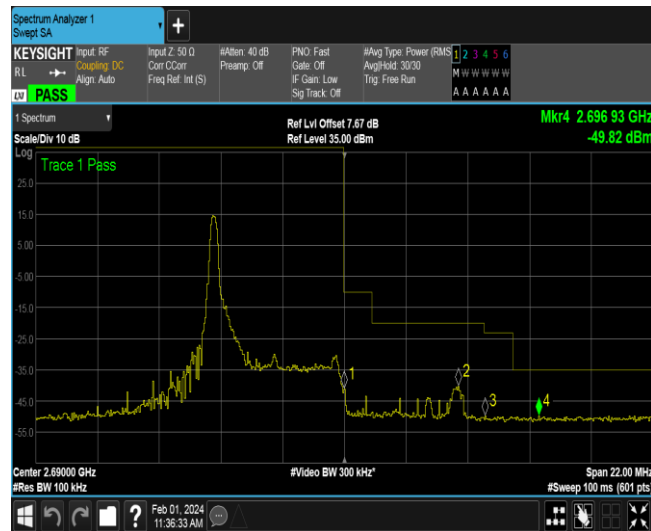 Spectrum Analyzer 1
Swept SA
+
KEYSIGHT
RL
LXI PASS
Input: RF
Coupling: DC
Align: Auto
Input Z: 50 Ω
Corr CCorr
Freq Ref: Int (S)
#Atten: 40 dB
Preamp: Off
PNO: Fast
Gate: Off
IF Gain: Low
Sig Track: Off
#Avg Type: Power (RMS
Avg|Hold: 30/30
Trig: Free Run
1 2 3 4 5 6
M W W W W W
A A A A A A
1 Spectrum
Scale/Div 10 dB
Ref Lvl Offset 7.67 dB
Ref Level 35.00 dBm
Mkr4 2.696 93 GHz
-49.82 dBm
Log
Trace 1 Pass
25.0
15.0
5.00
-5.00
-15.0
-25.0
-35.0
-45.0
-55.0
1
2
3
4
Center 2.69000 GHz
#Res BW 100 kHz
#Video BW 300 kHz*
Span 22.00 MHz
#Sweep 100 ms (601 pts)
?
Feb 01, 2024
11:36:33 AM